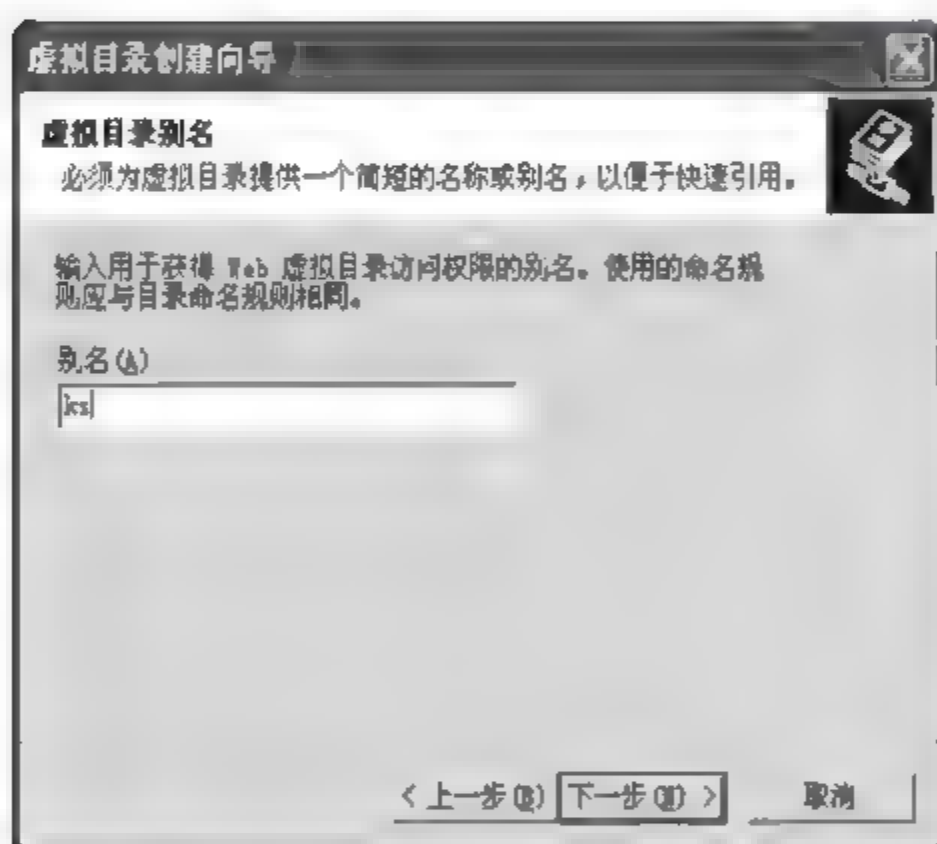 虚拟目录创建向导
虚拟目录别名
必须为虚拟目录提供一个简短的名称或别名,以便于快速引用。
输入用于获得 Web 虚拟目录访问权限的别名。使用的命名规
则应与目录命名规则相同。
别名(A)
< 上一步(B) 下一步(N) > 取消